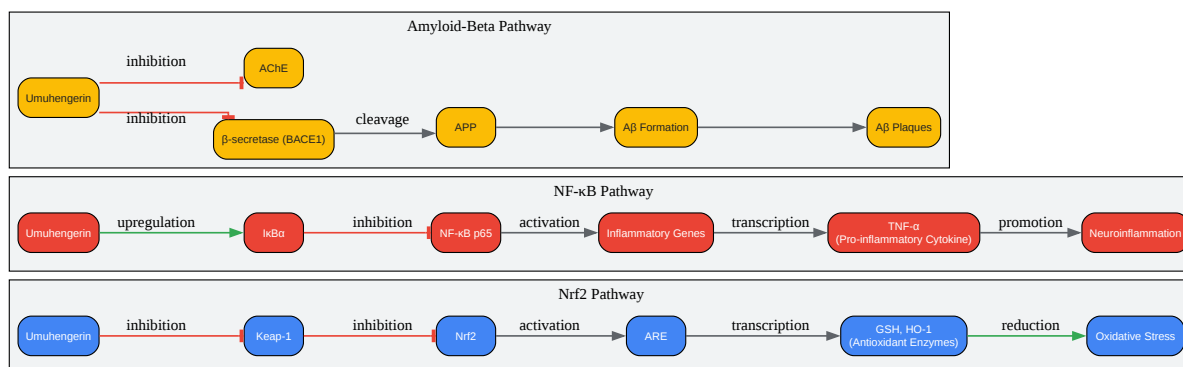 Amyloid-Beta Pathway
inhibition
AChE
Umuhengerin
inhibition
β-secretase (BACE1)
cleavage
APP
Aβ Formation
Aβ Plaques
NF-κB Pathway
Umuhengerin
upregulation
IκBα
inhibition
NF-κB p65
activation
Inflammatory Genes
transcription
TNF-α
(Pro-inflammatory Cytokine)
promotion
Neuroinflammation
Nrf2 Pathway
Umuhengerin
inhibition
Keap-1
inhibition
Nrf2
activation
ARE
transcription
GSH, HO-1
(Antioxidant Enzymes)
reduction
Oxidative Stress